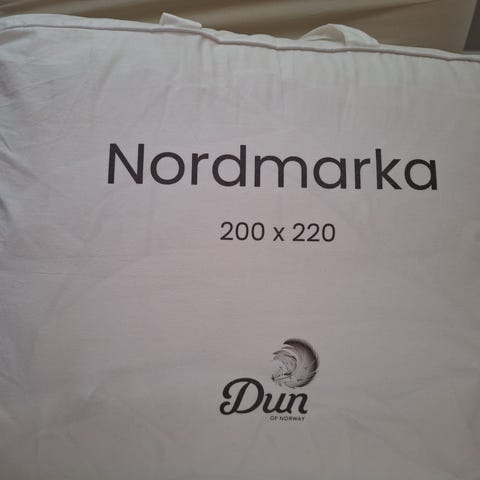 Nordmarka
200 x 220
Dun
OF NORWAY